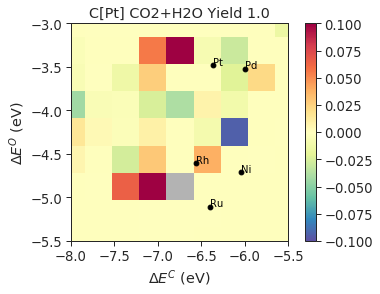 C[Pt] CO2+H2O Yield 1.0
−3.0
−3.5
−4.0
−4.5
−5.0
−5.5
ΔE^O (eV)
−8.0 −7.5 −7.0 −6.5 −6.0 −5.5
ΔE^C (eV)
Pt
Pd
Rh
Ni
Ru
0.100
0.075
0.050
0.025
0.000
−0.025
−0.050
−0.075
−0.100